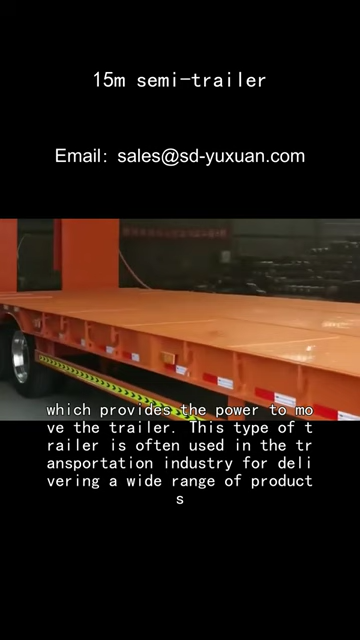 15m semi-trailer
Email: sales@sd-yuxuan.com
which provides the power to mo
ve the trailer. This type of t
railer is often used in the tr
ansportation industry for deli
vering a wide range of product
s